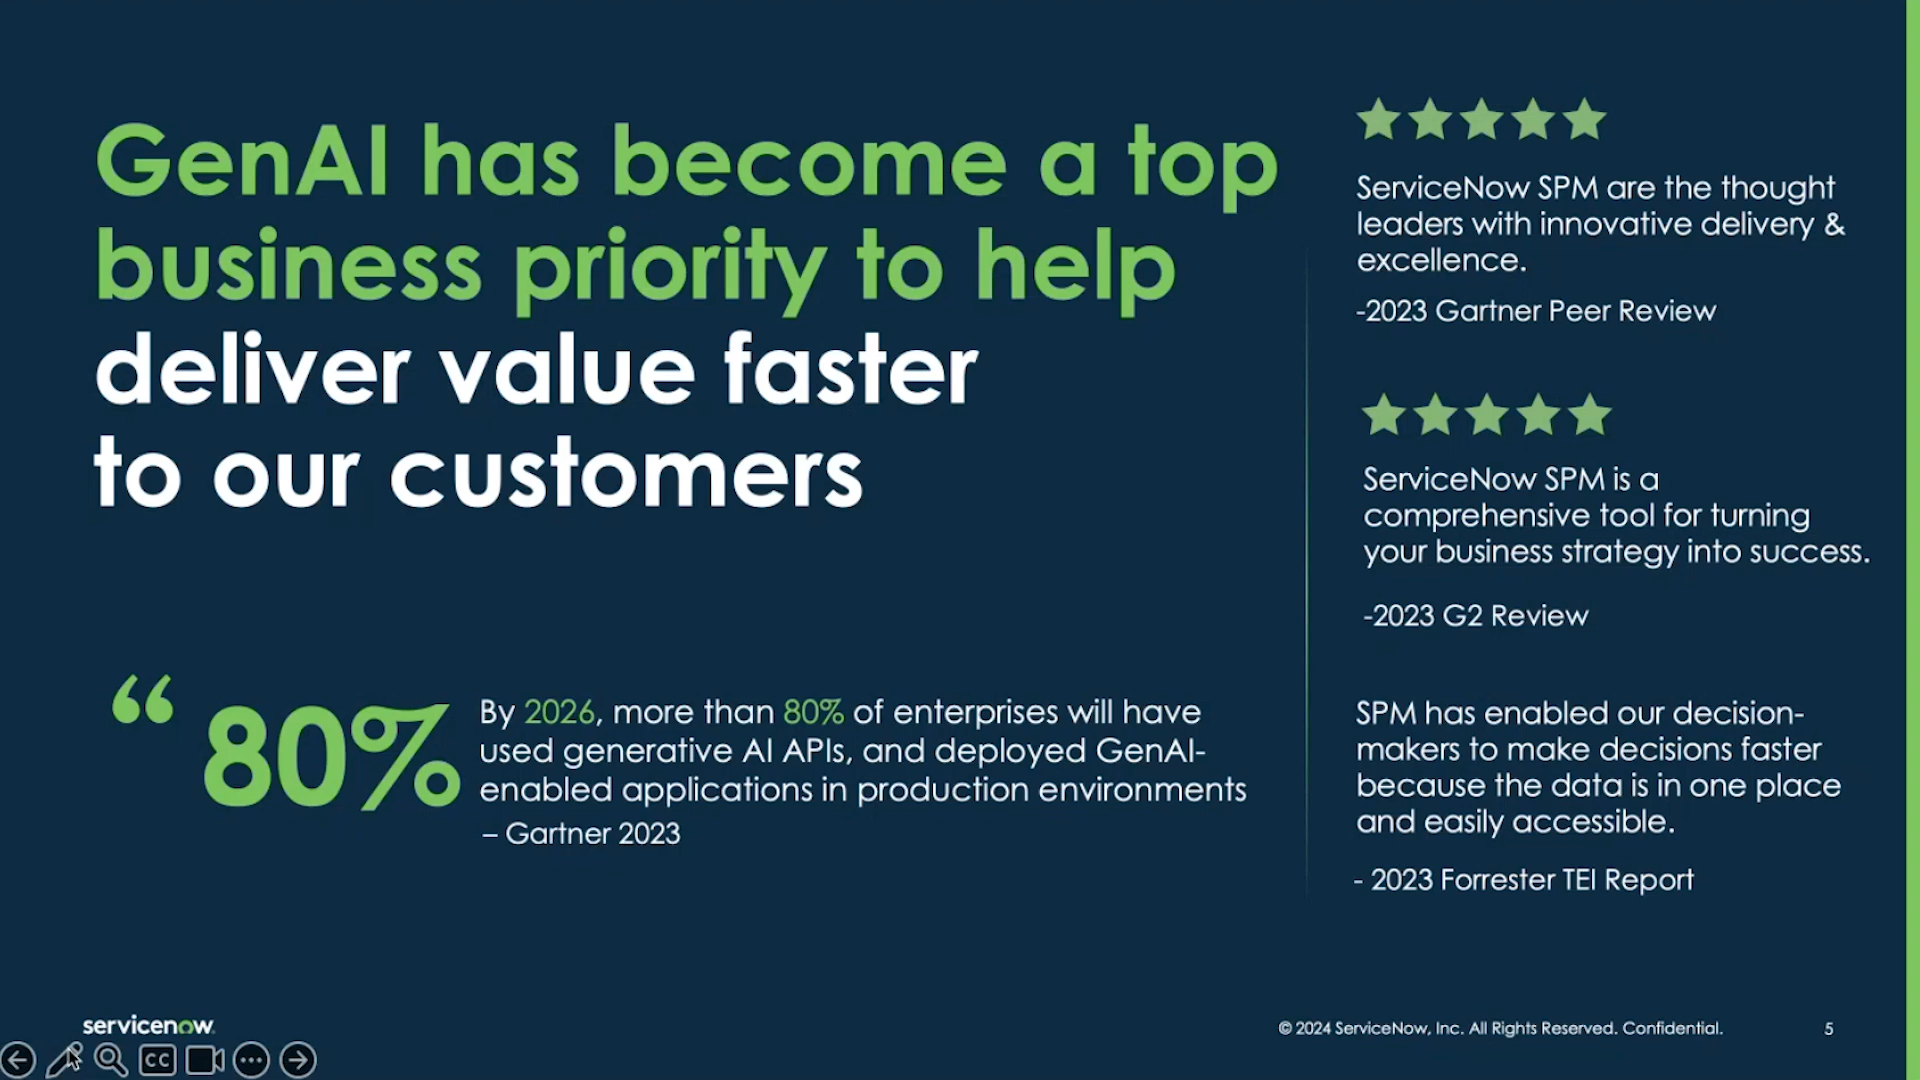 GenAI has become a top
business priority to help
deliver value faster
to our customers
“ 80%
By 2026, more than 80% of enterprises will have
used generative AI APIs, and deployed GenAI-
enabled applications in production environments
– Gartner 2023
ServiceNow SPM are the thought
leaders with innovative delivery &
excellence.
-2023 Gartner Peer Review
ServiceNow SPM is a
comprehensive tool for turning
your business strategy into success.
-2023 G2 Review
SPM has enabled our decision-
makers to make decisions faster
because the data is in one place
and easily accessible.
- 2023 Forrester TEI Report
servicenow.
© 2024 ServiceNow, Inc. All Rights Reserved. Confidential.
5
CC